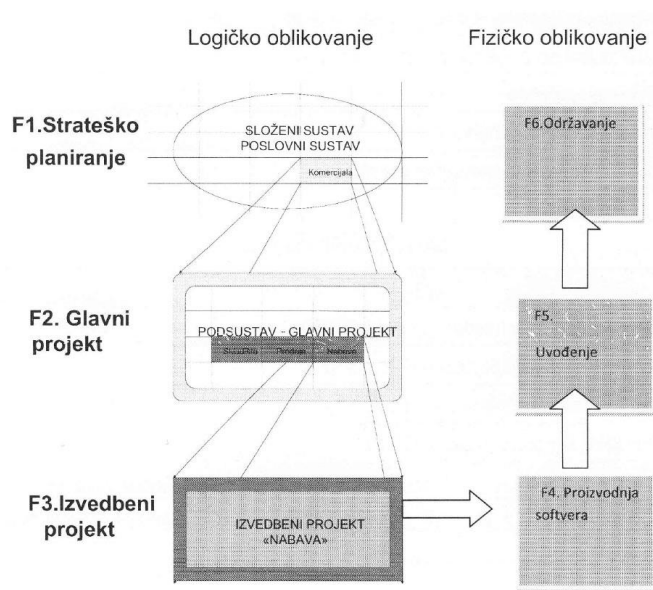 Logičko oblikovanje
Fizičko oblikovanje
F1.Strateško
planiranje
SLOŽENI SUSTAV
POSLOVNI SUSTAV
Komercijala
F6.Održavanje
F2. Glavni
projekt
PODSUSTAV - GLAVNI PROJEKT
Skladište Prodaja Nabava
F5.
Uvođenje
F3.Izvedbeni
projekt
IZVEDBENI PROJEKT
«NABAVA»
F4. Proizvodnja
softvera